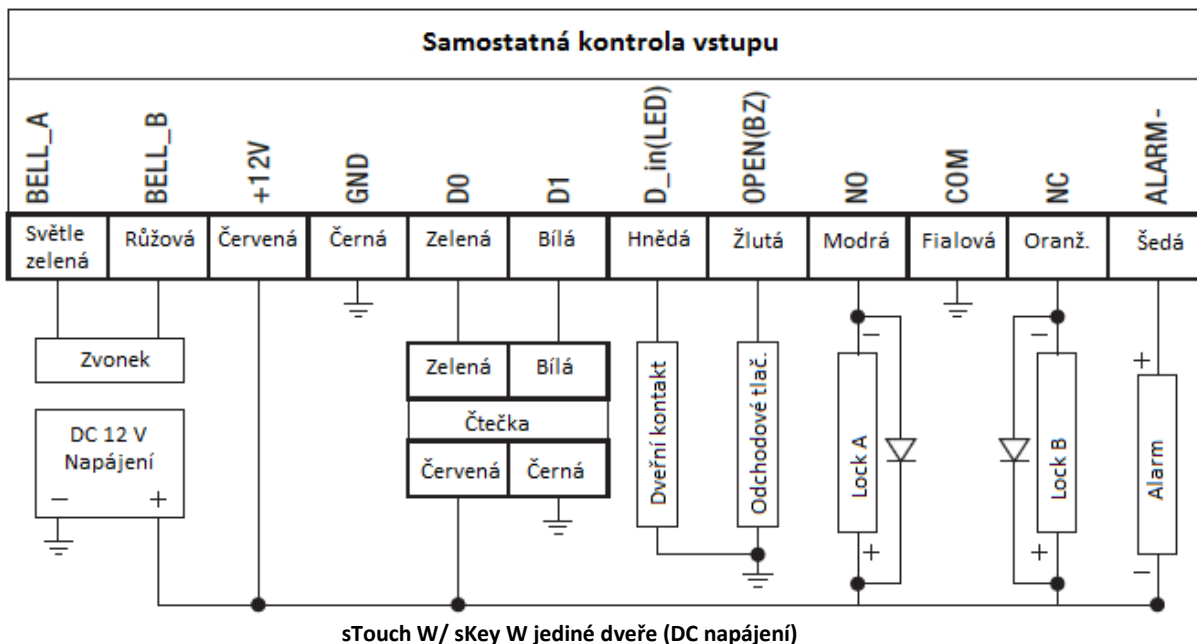 Samostatná kontrola vstupu
BELL_A
BELL_B
+12V
GND
D0
D1
D_in(LED)
OPEN(BZ)
NO
COM
NC
ALARM-
Světle
zelená
Růžová
Červená
Černá
Zelená
Bílá
Hnědá
Žlutá
Modrá
Fialová
Oranž.
Šedá
Zvonek
DC 12 V
Napájení
− +
Zelená
Bílá
Čtečka
Červená
Černá
Dveřní kontakt
Odchodové tlač.
−
Lock A
+
−
Lock B
+
+
Alarm
−
sTouch W/ sKey W jediné dveře (DC napájení)